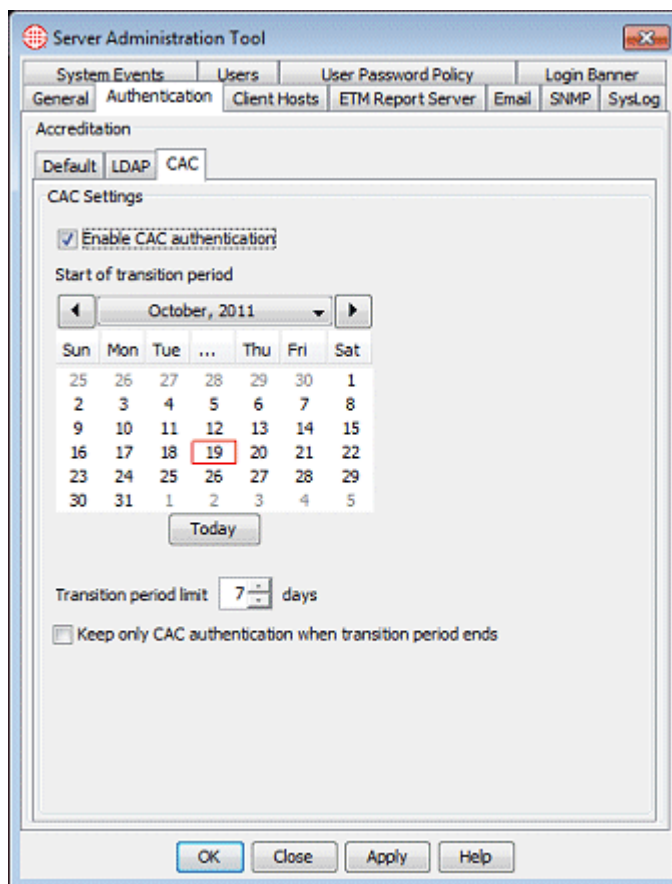 Server Administration Tool
System Events Users User Password Policy Login Banner
General Authentication Client Hosts ETM Report Server Email SNMP SysLog
Accreditation
Default LDAP CAC
CAC Settings
Enable CAC authentication
Start of transition period
October, 2011
Sun Mon Tue ... Thu Fri Sat
25 26 27 28 29 30 1
2 3 4 5 6 7 8
9 10 11 12 13 14 15
16 17 18 19 20 21 22
23 24 25 26 27 28 29
30 31 1 2 3 4 5
Today
Transition period limit 7 days
Keep only CAC authentication when transition period ends
OK Close Apply Help